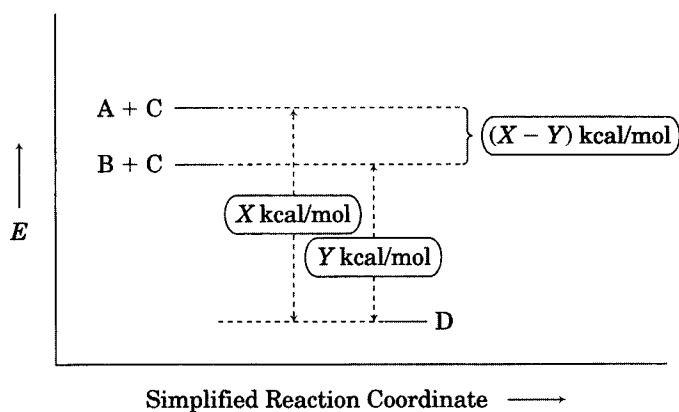 A + C
(X − Y) kcal/mol
B + C
E
X kcal/mol
Y kcal/mol
D
Simplified Reaction Coordinate